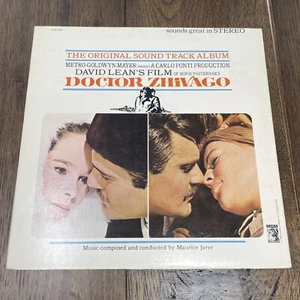 sounds great in STEREO
THE ORIGINAL SOUND TRACK ALBUM
METRO-GOLDWYN-MAYER PRESENTS A CARLO PONTI PRODUCTION
DAVID LEAN'S FILM OF BORIS PASTERNAK'S
DOCTOR ZHIVAGO
MGM
Music composed and conducted by Maurice Jarre